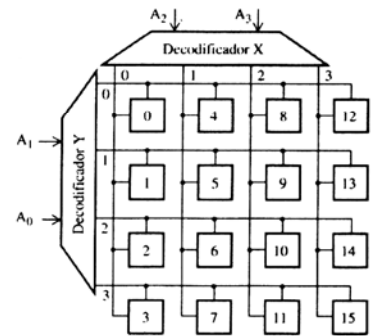 A2 A3
Decodificador X
0 1 2 3
0
0 4 8 12
A1
Decodificador Y
1
1 5 9 13
A0
2
2 6 10 14
3
3 7 11 15